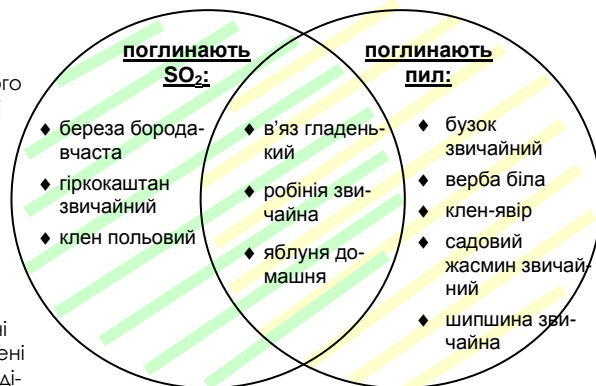 поглинають
SO₂:
♦ береза борода-
вчаста
♦ гіркокаштан
звичайний
♦ клен польовий
♦ в'яз гладень-
кий
♦ робінія зви-
чайна
♦ яблуня до-
машня
поглинають
пил:
♦ бузок
звичайний
♦ верба біла
♦ клен-явір
♦ садовий
жасмин звичай-
ний
♦ шипшина зви-
чайна